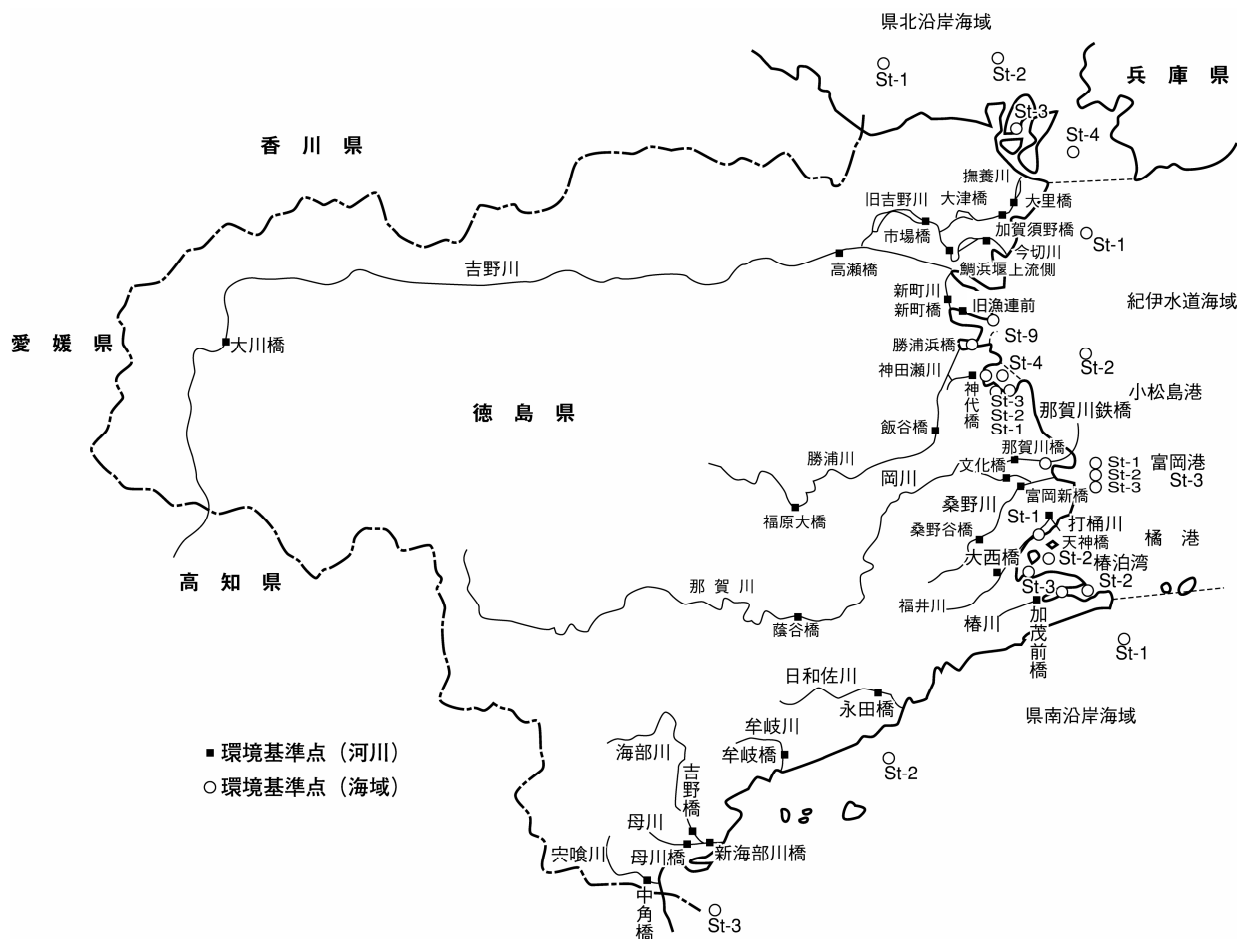 県北沿岸海域
St-1
St-2
兵庫県
St-3
St-4
香川県
撫養川
旧吉野川
大津橋
大里橋
市場橋
加賀須野橋
St-1
今切川
吉野川
高瀬橋
鯛浜堰上流側
新町川
新町橋
旧漁連前
紀伊水道海域
愛媛県
大川橋
勝浦浜橋
St-9
神田瀬川
St-4
St-2
小松島港
徳島県
神代橋
St-3
St-2
St-1
那賀川鉄橋
飯谷橋
那賀川橋
勝浦川
文化橋
St-1
富岡港
岡川
St-2
St-3
St-3
富岡新橋
福原大橋
桑野川
St-1
打桶川
桑野谷橋
天神橋
橘港
大西橋
St-2
椿泊湾
高知県
那賀川
St-3
St-2
福井川
椿川
加茂前橋
蔭谷橋
St-1
日和佐川
永田橋
県南沿岸海域
牟岐川
海部川
牟岐橋
環境基準点（河川）
吉野橋
St-2
環境基準点（海域）
母川
宍喰川
母川橋
新海部川橋
中角橋
St-3